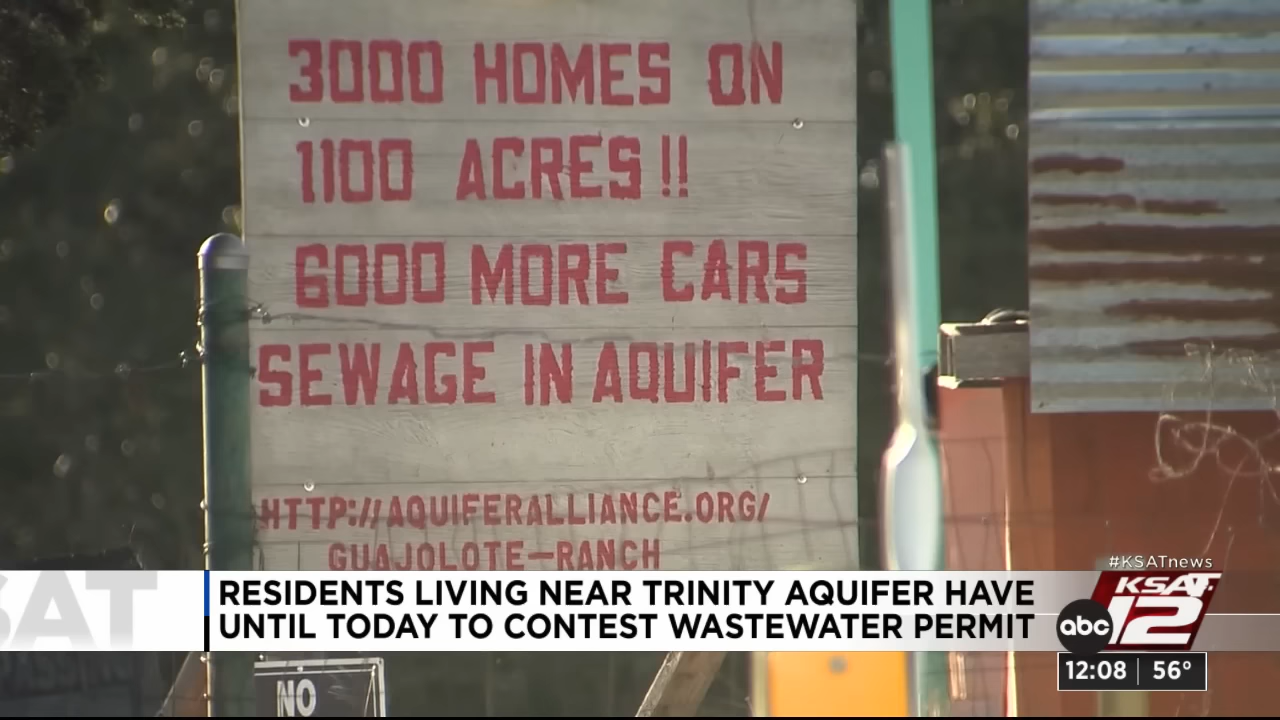 3000 HOMES ON
1100 ACRES!!
6000 MORE CARS
SEWAGE IN AQUIFER
HTTP://AQUIFERALLIANCE.ORG/
GUAJOLOTE-RANCH
#KSATnews
SAT
RESIDENTS LIVING NEAR TRINITY AQUIFER HAVE
UNTIL TODAY TO CONTEST WASTEWATER PERMIT
abc KSAT 12
12:08 56°
NO